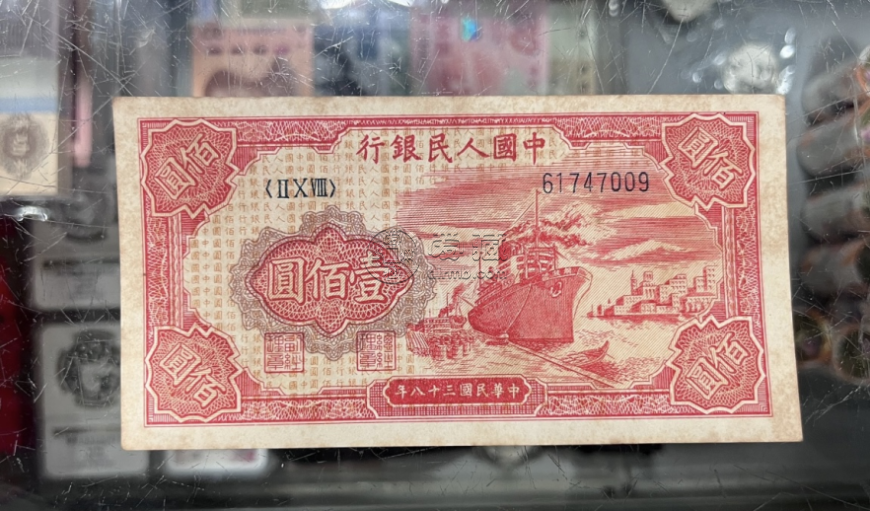 行銀民人國中
〈II X VIII〉
61747009
圓佰壹
佰圓
佰圓
佰圓
佰圓
年八十三國民華中